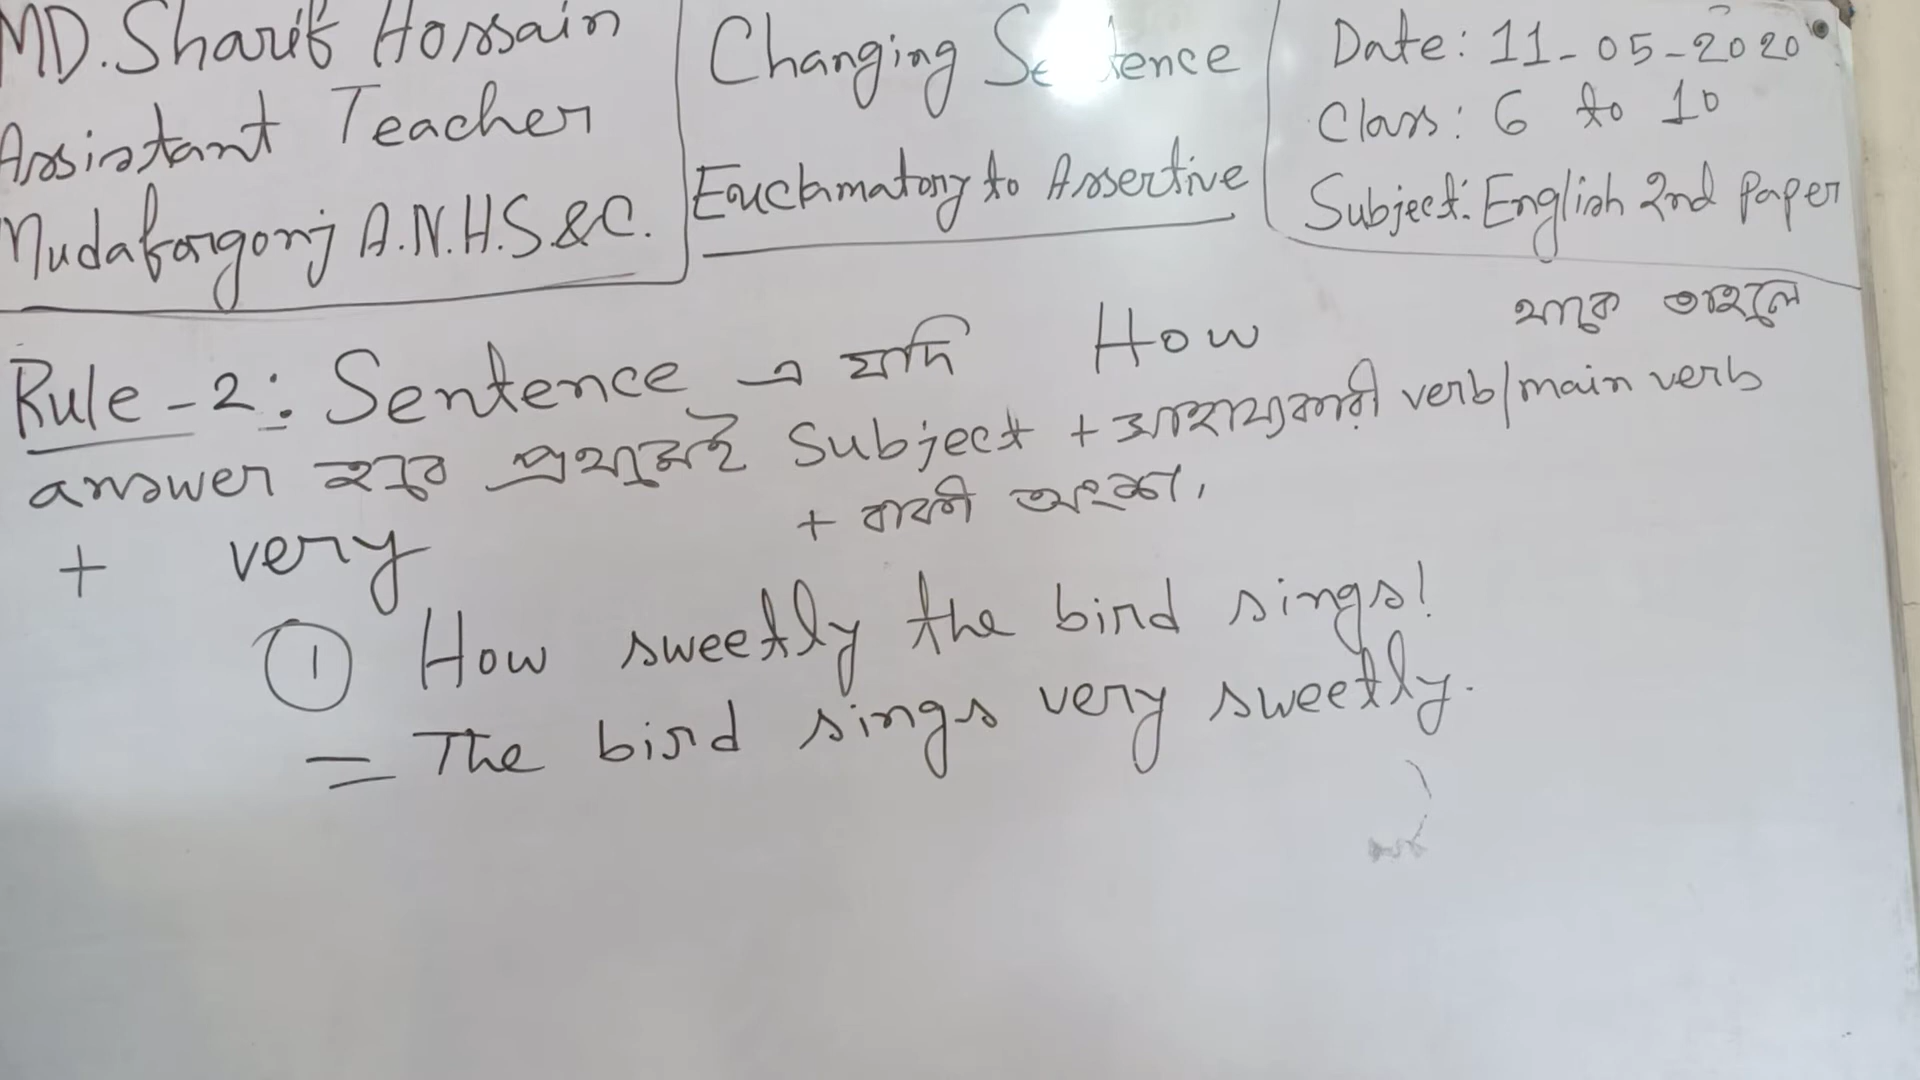 MD. Sharif Hossain
Assistant Teacher
Mudafargonj A.N.H.S & C.
Changing Sentence
Exclamatory to Assertive
Date: 11-05-2020
Class: 6 to 10
Subject: English 2nd Paper
Rule-2: Sentence এ যদি How থাকে তাহলে
answer হবে প্রথমেই Subject + সাহায্যকারী verb/main verb
+ very + বাকী অংশ।
① How sweetly the bird sings!
= The bird sings very sweetly.